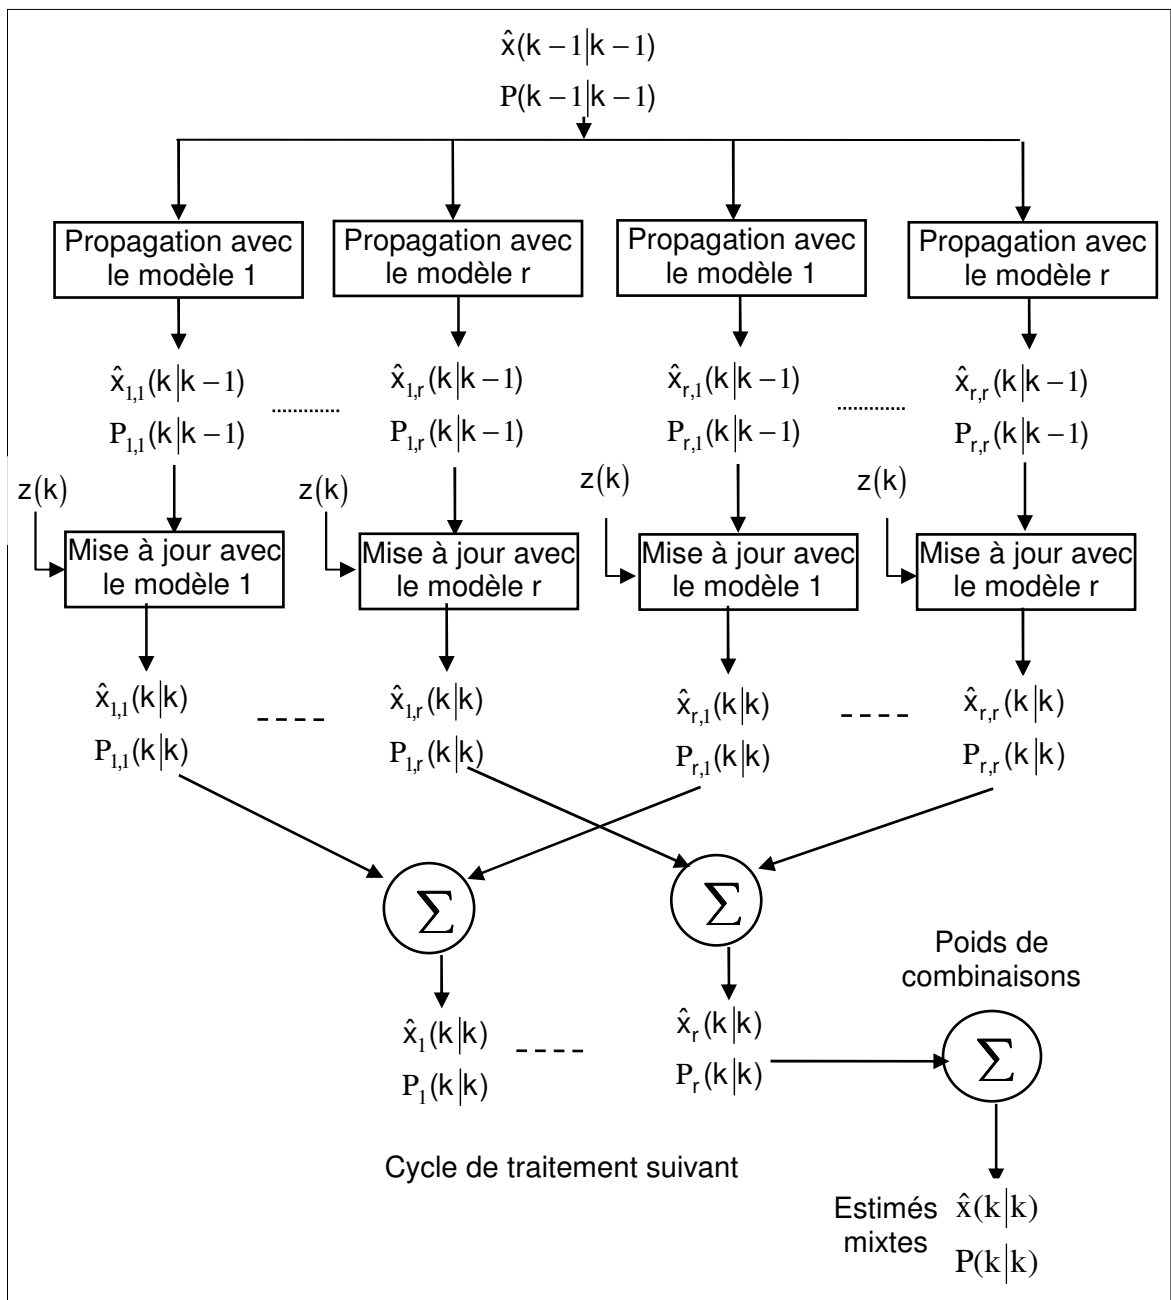 x̂(k − 1|k − 1)
P(k − 1|k − 1)
Propagation avec le modèle 1
Propagation avec le modèle r
Propagation avec le modèle 1
Propagation avec le modèle r
x̂1,1(k|k − 1)
P1,1(k|k − 1)
x̂1,r(k|k − 1)
P1,r(k|k − 1)
x̂r,1(k|k − 1)
Pr,1(k|k − 1)
x̂r,r(k|k − 1)
Pr,r(k|k − 1)
z(k)
z(k)
z(k)
z(k)
Mise à jour avec le modèle 1
Mise à jour avec le modèle r
Mise à jour avec le modèle 1
Mise à jour avec le modèle r
x̂1,1(k|k)
P1,1(k|k)
x̂1,r(k|k)
P1,r(k|k)
x̂r,1(k|k)
Pr,1(k|k)
x̂r,r(k|k)
Pr,r(k|k)
Σ
Σ
Poids de combinaisons
x̂1(k|k)
P1(k|k)
x̂r(k|k)
Pr(k|k)
Σ
Cycle de traitement suivant
Estimés mixtes
x̂(k|k)
P(k|k)